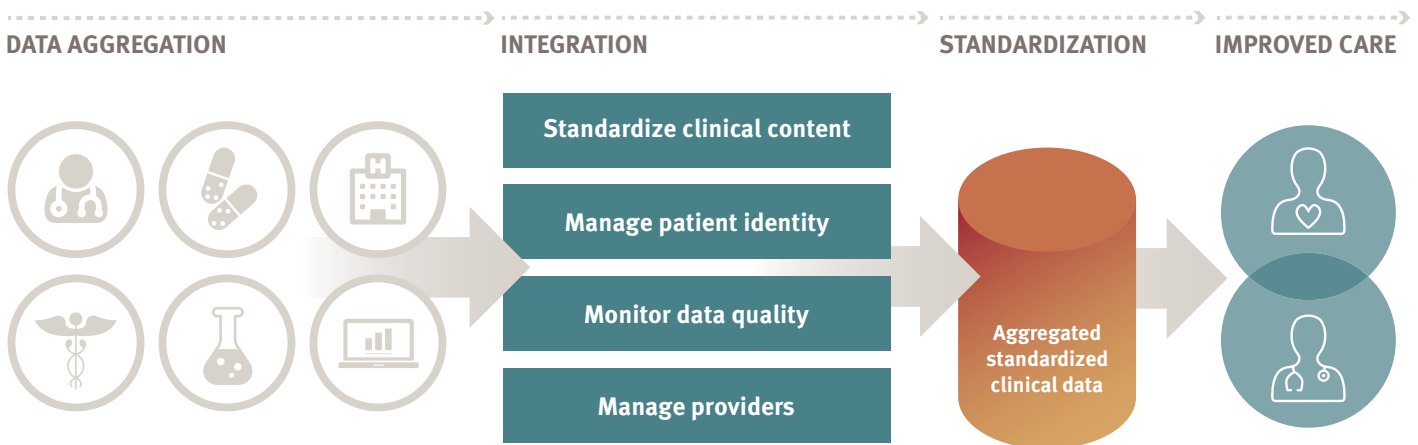 DATA AGGREGATION
INTEGRATION
STANDARDIZATION
IMPROVED CARE
H
Standardize clinical content
Manage patient identity
Monitor data quality
Manage providers
Aggregated
standardized
clinical data